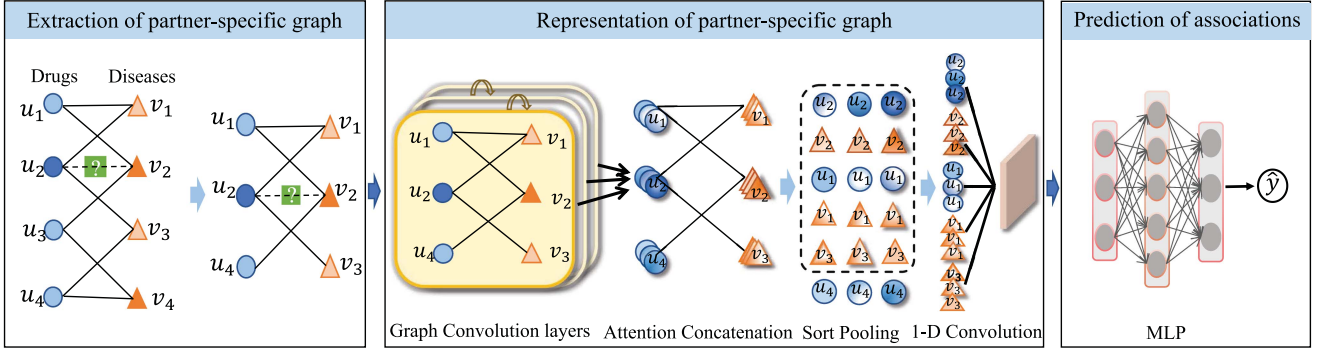 Extraction of partner-specific graph
Drugs Diseases
u1 v1
u2 ? v2
u3 v3
u4 v4
u1 v1
u2 ? v2
u4 v3
Representation of partner-specific graph
u1 v1
u2 v2
u4 v3
Graph Convolution layers
u1 v1
u2 v2
u4 v3
Attention Concatenation
u2 u2 u2
v2 v2 v2
u1 u1 u1
v1 v1 v1
v3 v3 v3
u4 u4 u4
Sort Pooling
u2
u2
u2
v2
v2
v2
u1
u1
u1
v1
v1
v1
v3
v3
v3
1-D Convolution
Prediction of associations
ŷ
MLP